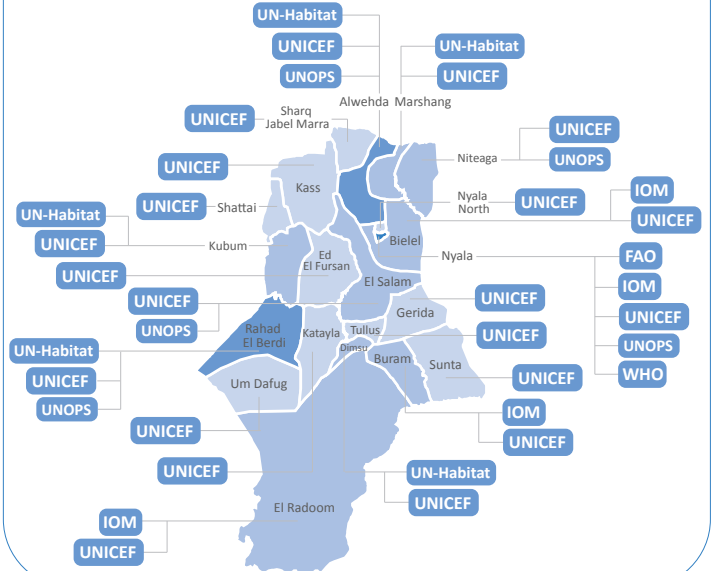 UN-Habitat
UNICEF
UNOPS
UN-Habitat
UNICEF
Alwehda
Marshang
UNICEF
Sharq
Jabel Marra
UNICEF
UNOPS
Niteaga
UNICEF
Kass
UNICEF
Shattai
Nyala
North
UNICEF
IOM
UNICEF
UN-Habitat
UNICEF
Kubum
Bielel
Nyala
FAO
IOM
UNICEF
UNOPS
WHO
UNICEF
Ed
El Fursan
El Salam
UNICEF
UNOPS
Gerida
UNICEF
Rahad
El Berdi
Katayla
Tullus
Dimsu
UNICEF
UN-Habitat
UNICEF
UNOPS
Buram
Sunta
UNICEF
Um Dafug
IOM
UNICEF
UNICEF
UNICEF
UN-Habitat
UNICEF
El Radoom
IOM
UNICEF